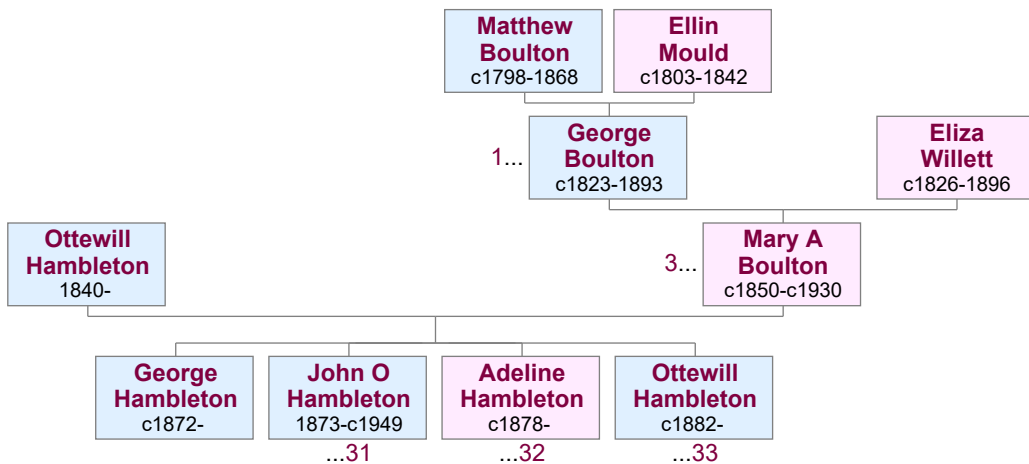 Matthew
Boulton
c1798-1868
Ellin
Mould
c1803-1842
1...
George
Boulton
c1823-1893
Eliza
Willett
c1826-1896
Ottewill
Hambleton
1840-
3...
Mary A
Boulton
c1850-c1930
George
Hambleton
c1872-
John O
Hambleton
1873-c1949
...31
Adeline
Hambleton
c1878-
...32
Ottewill
Hambleton
c1882-
...33